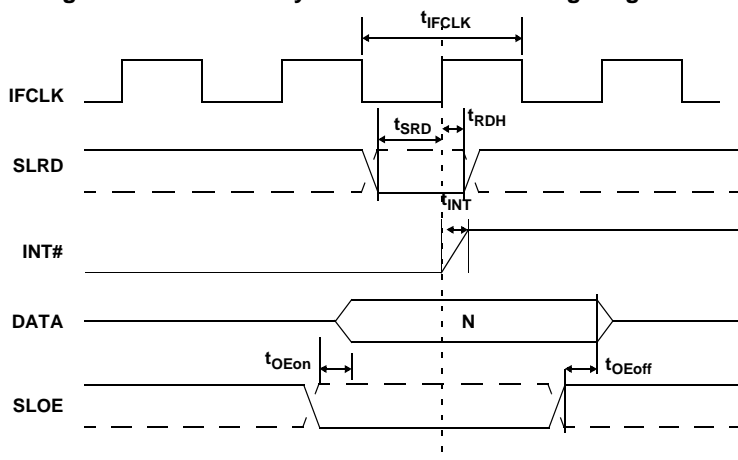 tIFCLK
IFCLK
tSRD
tRDH
SLRD
tINT
INT#
DATA
N
tOEon
tOEoff
SLOE